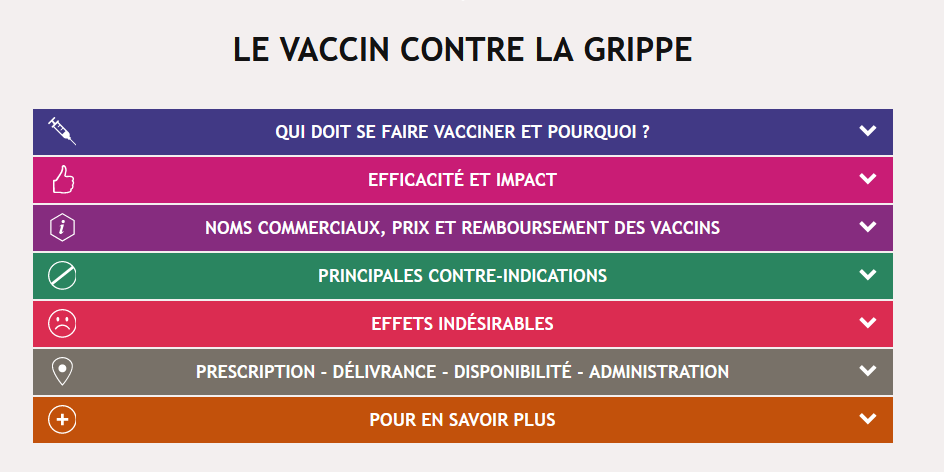 LE VACCIN CONTRE LA GRIPPE
QUI DOIT SE FAIRE VACCINER ET POURQUOI ?
EFFICACITÉ ET IMPACT
NOMS COMMERCIAUX, PRIX ET REMBOURSEMENT DES VACCINS
PRINCIPALES CONTRE-INDICATIONS
EFFETS INDÉSIRABLES
PRESCRIPTION - DÉLIVRANCE - DISPONIBILITÉ - ADMINISTRATION
POUR EN SAVOIR PLUS